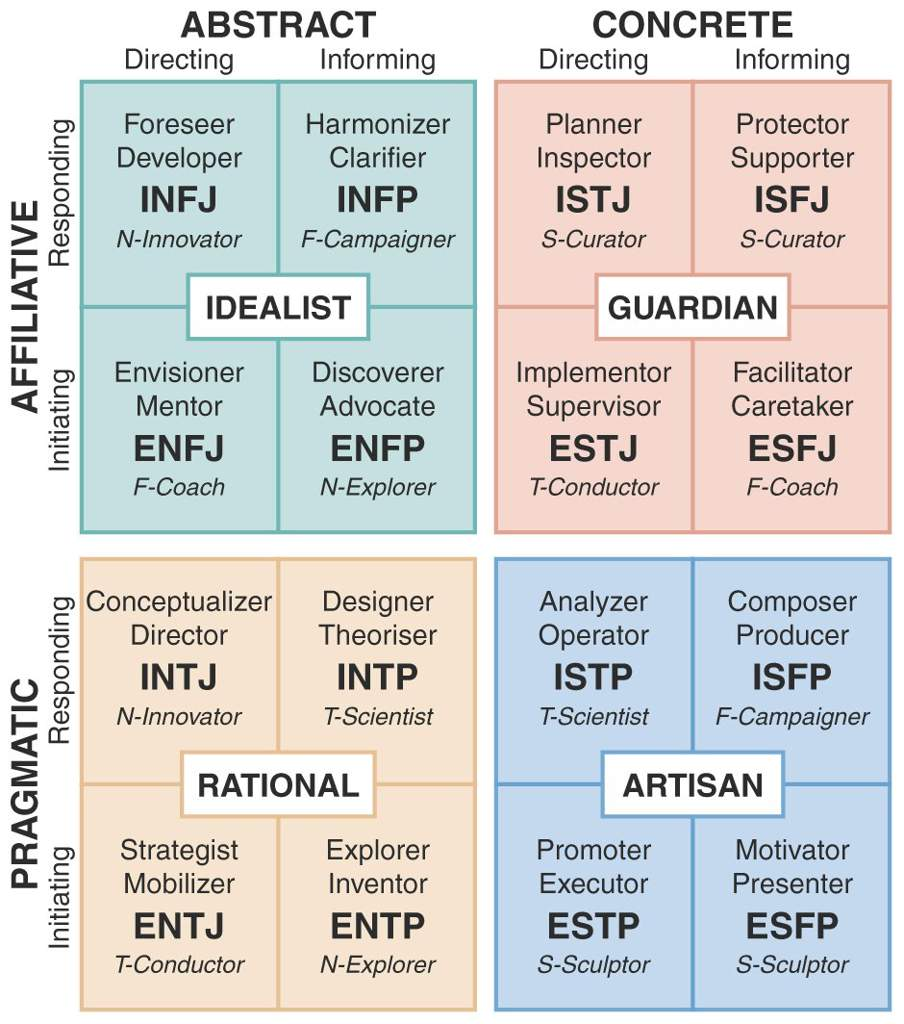 ABSTRACT
CONCRETE
Directing
Informing
Directing
Informing
AFFILIATIVE
Responding
Foreseer
Developer
INFJ
N-Innovator
Harmonizer
Clarifier
INFP
F-Campaigner
Planner
Inspector
ISTJ
S-Curator
Protector
Supporter
ISFJ
S-Curator
IDEALIST
GUARDIAN
Initiating
Envisioner
Mentor
ENFJ
F-Coach
Discoverer
Advocate
ENFP
N-Explorer
Implementor
Supervisor
ESTJ
T-Conductor
Facilitator
Caretaker
ESFJ
F-Coach
PRAGMATIC
Responding
Conceptualizer
Director
INTJ
N-Innovator
Designer
Theoriser
INTP
T-Scientist
Analyzer
Operator
ISTP
T-Scientist
Composer
Producer
ISFP
F-Campaigner
RATIONAL
ARTISAN
Initiating
Strategist
Mobilizer
ENTJ
T-Conductor
Explorer
Inventor
ENTP
N-Explorer
Promoter
Executor
ESTP
S-Sculptor
Motivator
Presenter
ESFP
S-Sculptor